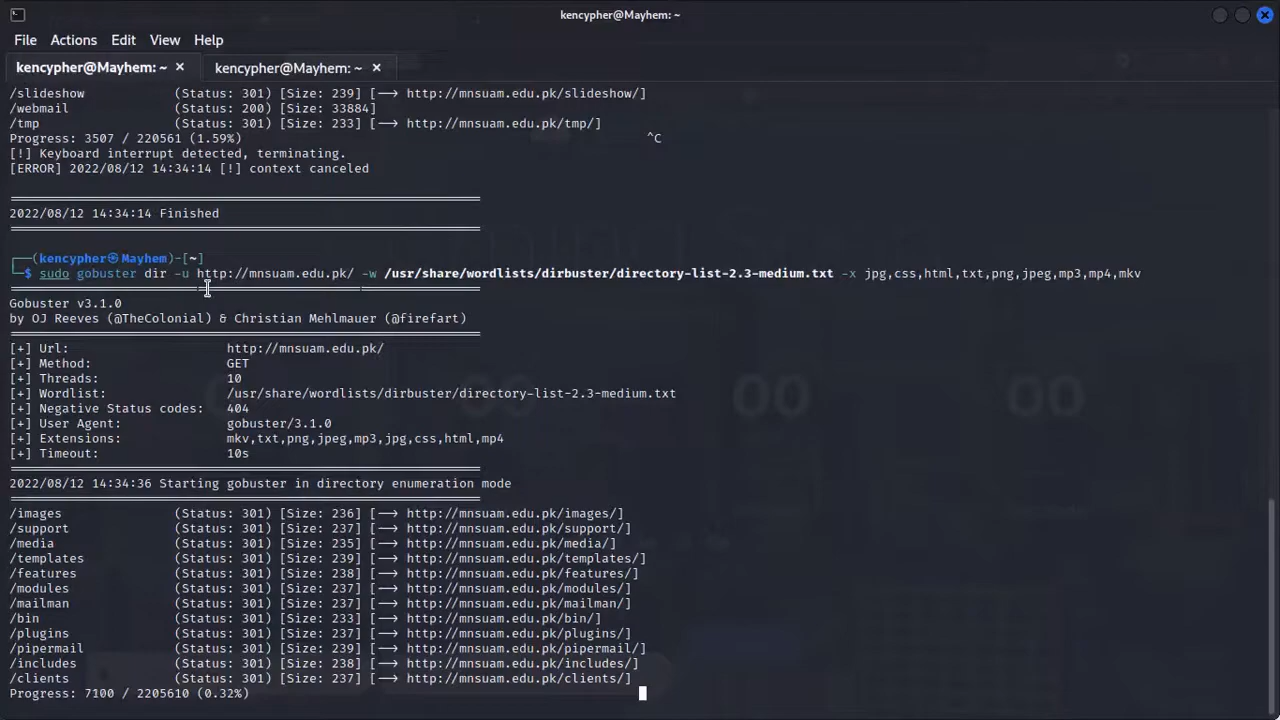 kencypher@Mayhem: ~
File Actions Edit View Help
kencypher@Mayhem: ~ × kencypher@Mayhem: ~ ×
/slideshow (Status: 301) [Size: 239] [--> http://mnsuam.edu.pk/slideshow/]
/webmail (Status: 200) [Size: 33884]
/tmp (Status: 301) [Size: 233] [--> http://mnsuam.edu.pk/tmp/]
Progress: 3507 / 220561 (1.59%) ^C
[!] Keyboard interrupt detected, terminating.
[ERROR] 2022/08/12 14:34:14 [!] context canceled
===============================================================
2022/08/12 14:34:14 Finished
===============================================================
┌──(kencypher㉿Mayhem)-[~]
└─$ sudo gobuster dir -u http://mnsuam.edu.pk/ -w /usr/share/wordlists/dirbuster/directory-list-2.3-medium.txt -x jpg,css,html,txt,png,jpeg,mp3,mp4,mkv
===============================================================
Gobuster v3.1.0
by OJ Reeves (@TheColonial) & Christian Mehlmauer (@firefart)
===============================================================
[+] Url: http://mnsuam.edu.pk/
[+] Method: GET
[+] Threads: 10
[+] Wordlist: /usr/share/wordlists/dirbuster/directory-list-2.3-medium.txt
[+] Negative Status codes: 404
[+] User Agent: gobuster/3.1.0
[+] Extensions: mkv,txt,png,jpeg,mp3,jpg,css,html,mp4
[+] Timeout: 10s
===============================================================
2022/08/12 14:34:36 Starting gobuster in directory enumeration mode
===============================================================
/images (Status: 301) [Size: 236] [--> http://mnsuam.edu.pk/images/]
/support (Status: 301) [Size: 237] [--> http://mnsuam.edu.pk/support/]
/media (Status: 301) [Size: 235] [--> http://mnsuam.edu.pk/media/]
/templates (Status: 301) [Size: 239] [--> http://mnsuam.edu.pk/templates/]
/features (Status: 301) [Size: 238] [--> http://mnsuam.edu.pk/features/]
/modules (Status: 301) [Size: 237] [--> http://mnsuam.edu.pk/modules/]
/mailman (Status: 301) [Size: 237] [--> http://mnsuam.edu.pk/mailman/]
/bin (Status: 301) [Size: 233] [--> http://mnsuam.edu.pk/bin/]
/plugins (Status: 301) [Size: 237] [--> http://mnsuam.edu.pk/plugins/]
/pipermail (Status: 301) [Size: 239] [--> http://mnsuam.edu.pk/pipermail/]
/includes (Status: 301) [Size: 238] [--> http://mnsuam.edu.pk/includes/]
/clients (Status: 301) [Size: 237] [--> http://mnsuam.edu.pk/clients/]
Progress: 7100 / 2205610 (0.32%)
00 00 00 00